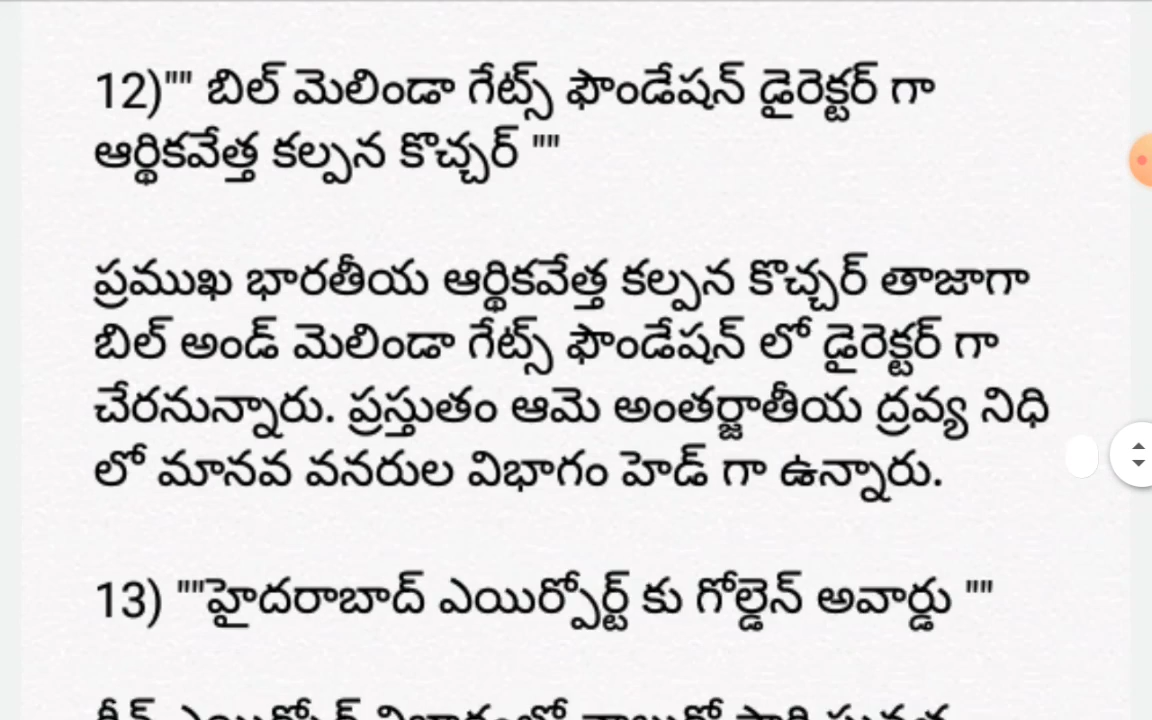 12)"" బిల్ మెలిండా గేట్స్ ఫౌండేషన్ డైరెక్టర్ గా
ఆర్థికవేత్త కల్పన కొచ్చర్ ""
ప్రముఖ భారతీయ ఆర్థికవేత్త కల్పన కొచ్చర్ తాజాగా
బిల్ అండ్ మెలిండా గేట్స్ ఫౌండేషన్ లో డైరెక్టర్ గా
చేరనున్నారు. ప్రస్తుతం ఆమె అంతర్జాతీయ ద్రవ్య నిధి
లో మానవ వనరుల విభాగం హెడ్ గా ఉన్నారు.
13) ""హైదరాబాద్ ఎయిర్పోర్ట్ కు గోల్డెన్ అవార్డు ""